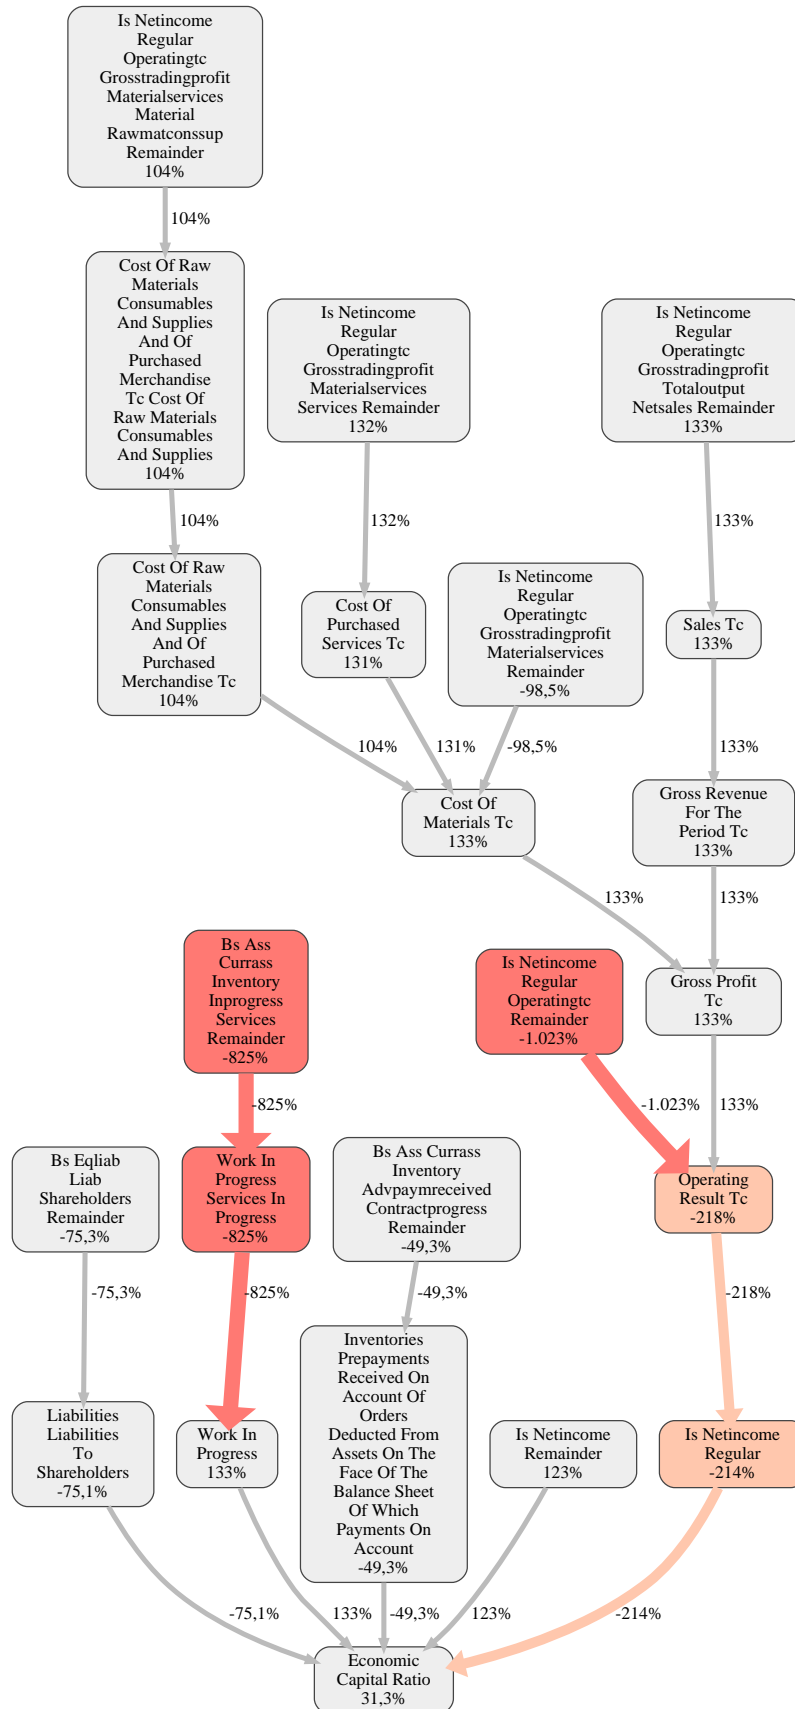 Is Netincome
Regular
Operatingtc
Grosstradingprofit
Materialservices
Material
Rawmatconssup
Remainder
104%
104%
Cost Of Raw
Materials
Consumables
And Supplies
And Of
Purchased
Merchandise
Tc Cost Of
Raw Materials
Consumables
And Supplies
104%
Is Netincome
Regular
Operatingtc
Grosstradingprofit
Materialservices
Services Remainder
132%
Is Netincome
Regular
Operatingtc
Grosstradingprofit
Totaloutput
Netsales Remainder
133%
104%
132%
133%
Cost Of Raw
Materials
Consumables
And Supplies
And Of
Purchased
Merchandise Tc
104%
Cost Of
Purchased
Services Tc
131%
Is Netincome
Regular
Operatingtc
Grosstradingprofit
Materialservices
Remainder
-98,5%
Sales Tc
133%
104%
131%
-98,5%
133%
Cost Of
Materials Tc
133%
Gross Revenue
For The
Period Tc
133%
133%
133%
Bs Ass
Currass
Inventory
Inprogress
Services
Remainder
-825%
Is Netincome
Regular
Operatingtc
Remainder
-1.023%
Gross Profit
Tc
133%
-825%
-1.023%
133%
Bs Eqliab
Liab
Shareholders
Remainder
-75,3%
Work In
Progress
Services In
Progress
-825%
Bs Ass Currass
Inventory
Advpaymreceived
Contractprogress
Remainder
-49,3%
Operating
Result Tc
-218%
-75,3%
-825%
-49,3%
-218%
Liabilities
Liabilities
To
Shareholders
-75,1%
Work In
Progress
133%
Inventories
Prepayments
Received On
Account Of
Orders
Deducted From
Assets On The
Face Of The
Balance Sheet
Of Which
Payments On
Account
-49,3%
Is Netincome
Remainder
123%
Is Netincome
Regular
-214%
-75,1%
133%
-49,3%
123%
-214%
Economic
Capital Ratio
31,3%